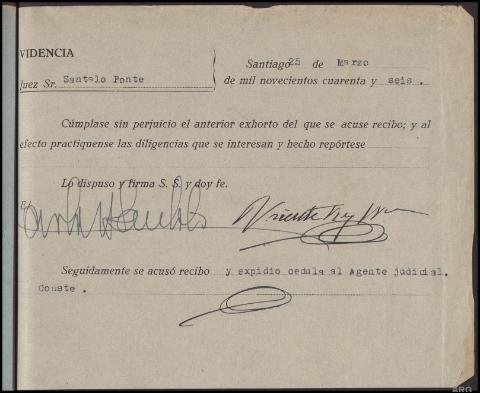 VIDENCIA
Juez Sr. Santalo Ponte
Santiago 25 de Marzo
de mil novecientos cuarenta y seis .
Cúmplase sin perjuicio el anterior exhorto del que se acuse recibo; y al
efecto practíquense las diligencias que se interesan y hecho repórtese
Lo dispuso y firma S. S. y doy fe.
E/
Seguidamente se acusó recibo y expidio cedula al Agente judicial.
Conste .
ARG